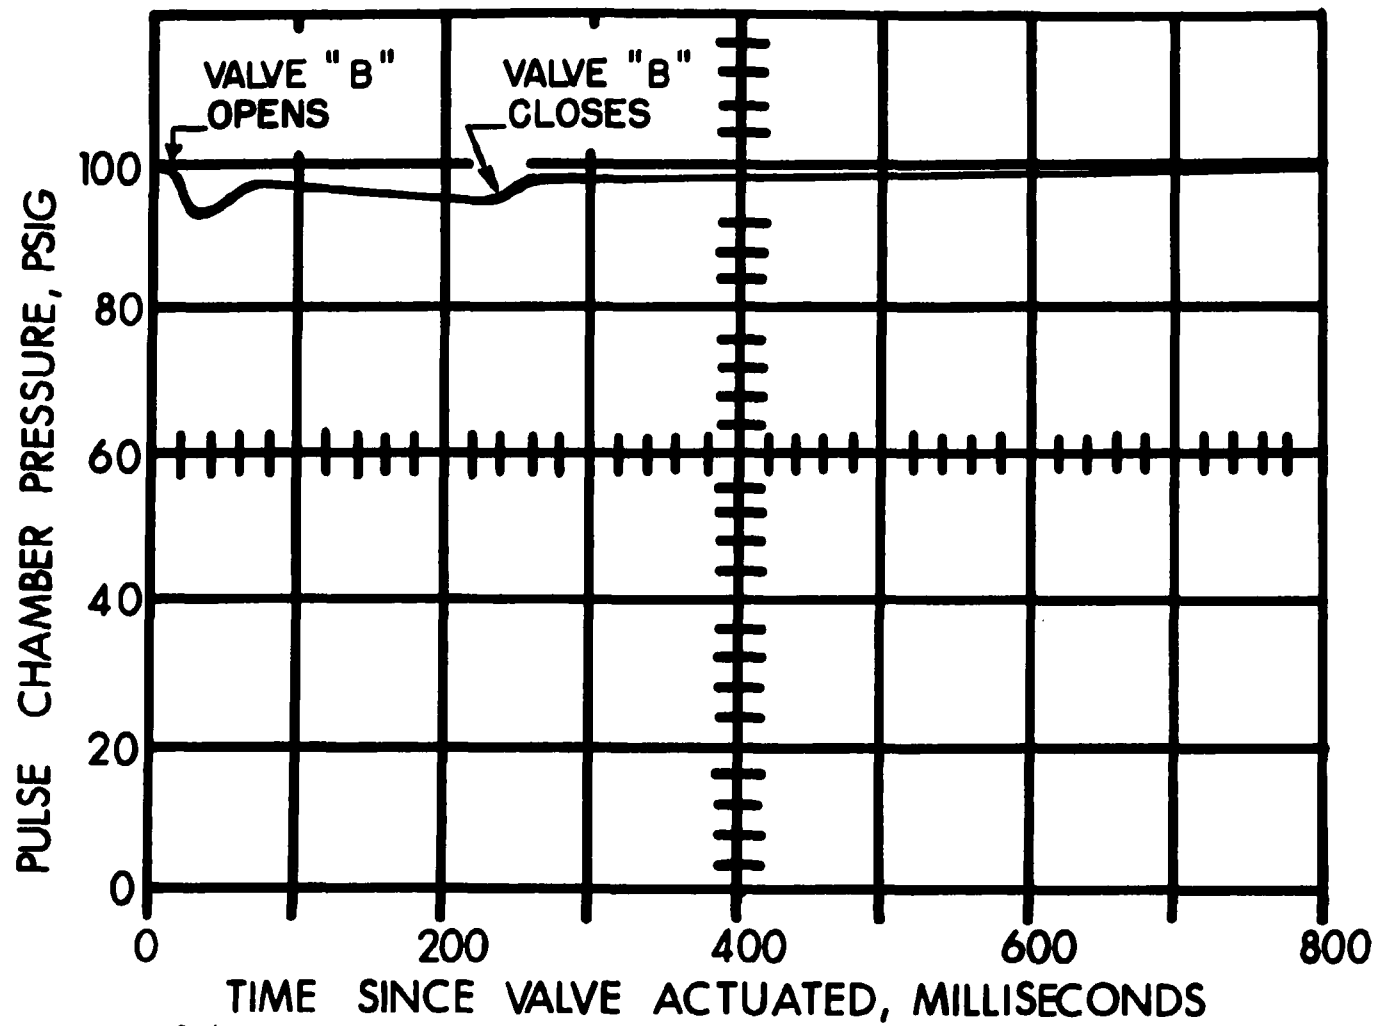 VALVE "B"
OPENS
VALVE "B"
CLOSES
100
80
60
40
20
0
PULSE CHAMBER PRESSURE, PSIG
0 200 400 600 800
TIME SINCE VALVE ACTUATED, MILLISECONDS